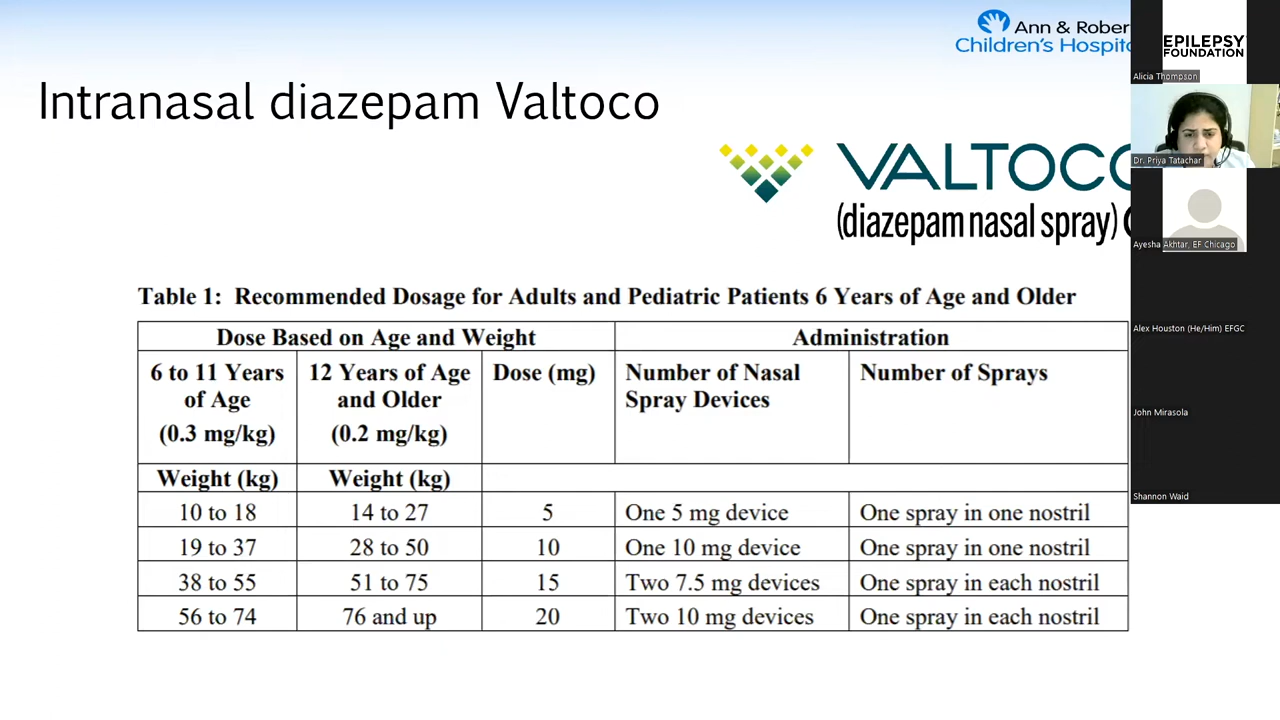 Ann & Rober
Children's Hospita
Intranasal diazepam Valtoco
VALTOCO
(diazepam nasal spray)
Table 1: Recommended Dosage for Adults and Pediatric Patients 6 Years of Age and Older
Dose Based on Age and Weight Administration
6 to 11 Years of Age (0.3 mg/kg) 12 Years of Age and Older (0.2 mg/kg) Dose (mg) Number of Nasal Spray Devices Number of Sprays
Weight (kg) Weight (kg)
10 to 18 14 to 27 5 One 5 mg device One spray in one nostril
19 to 37 28 to 50 10 One 10 mg device One spray in one nostril
38 to 55 51 to 75 15 Two 7.5 mg devices One spray in each nostril
56 to 74 76 and up 20 Two 10 mg devices One spray in each nostril
EPILEPSY
FOUNDATION
Alicia Thompson
Dr. Priya Tatachar
Ayesha Akhtar, EF Chicago
Alex Houston (He/Him) EFGC
John Mirasola
Shannon Waid